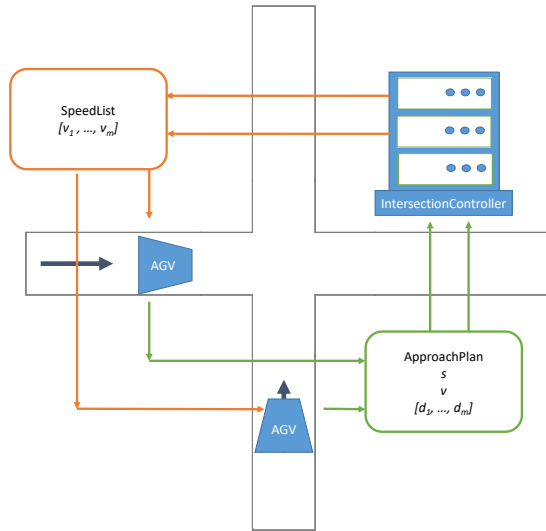 SpeedList
[v1 , …, vm]
IntersectionController
AGV
ApproachPlan
s
v
[d1, …, dm]
AGV